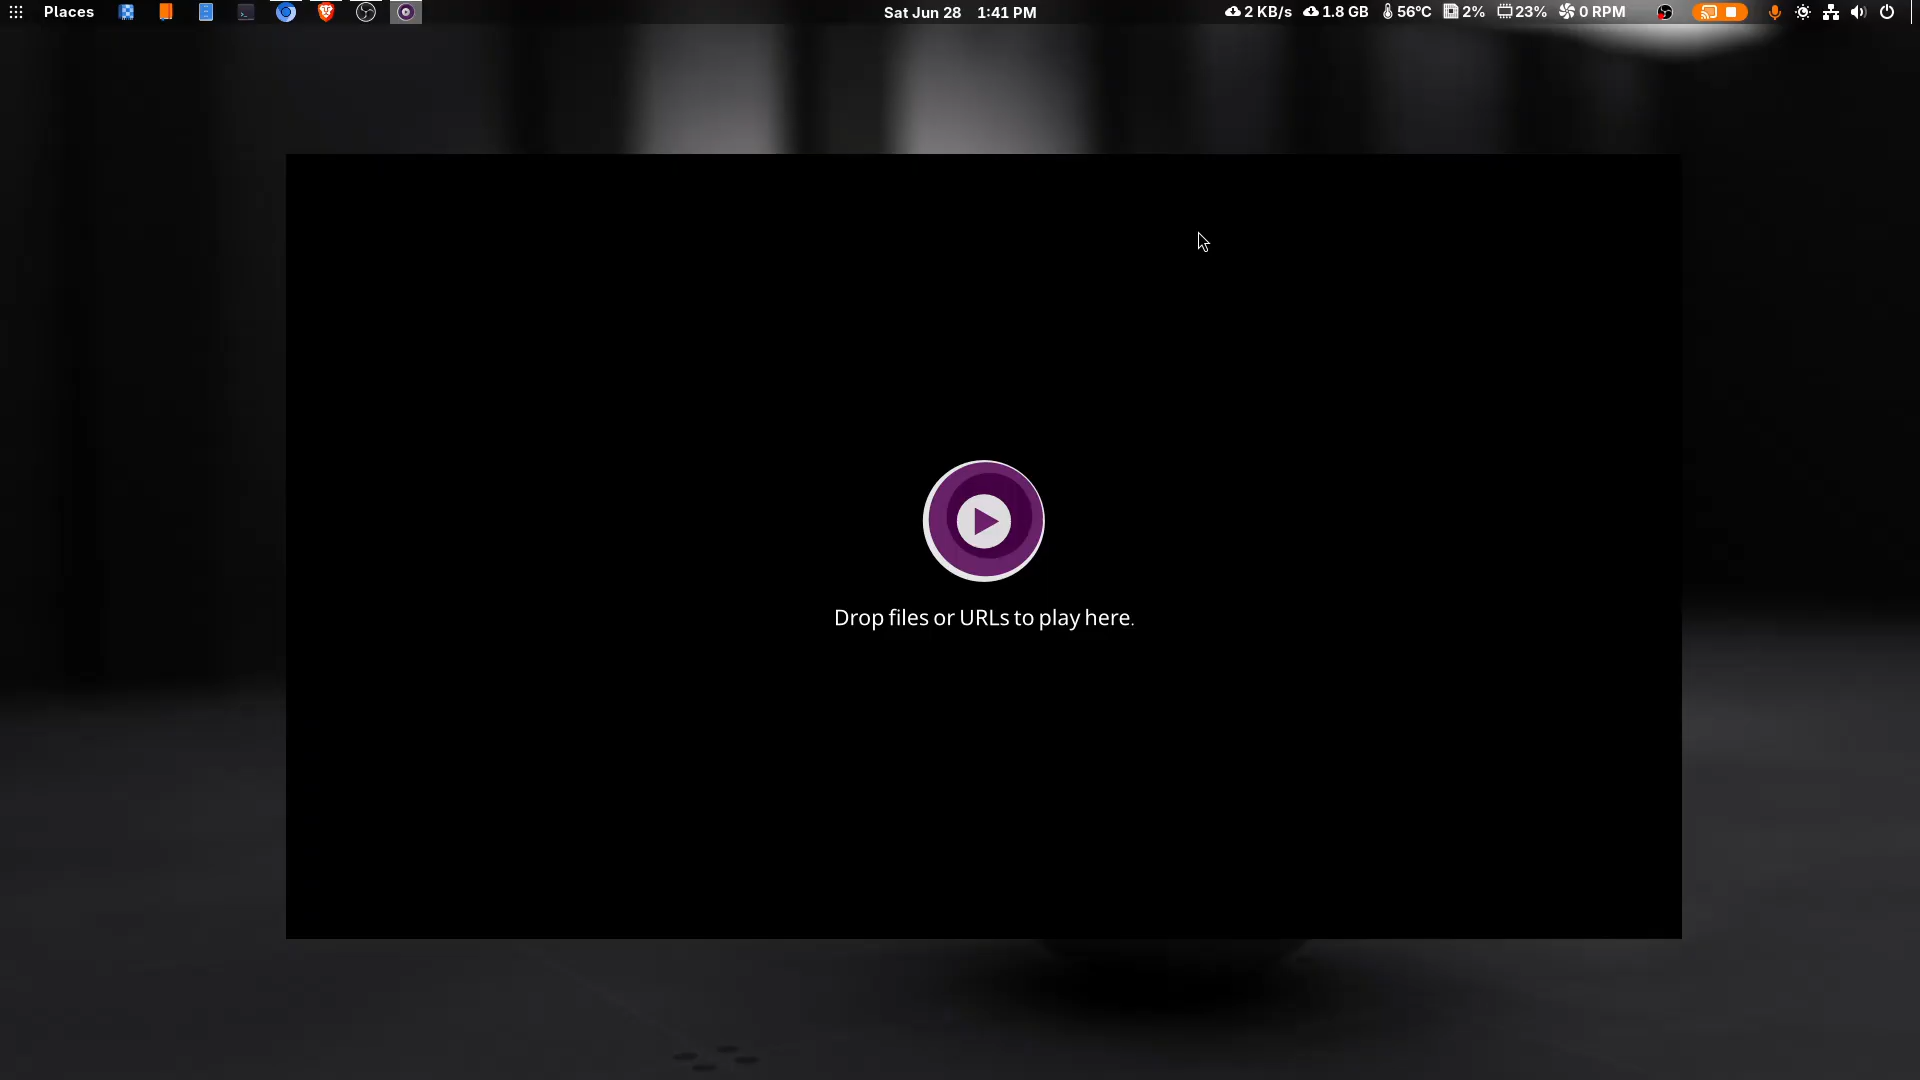 Places
Sat Jun 28 1:41 PM
2 KB/s 1.8 GB 56°C 2% 23% 0 RPM
Drop files or URLs to play here.